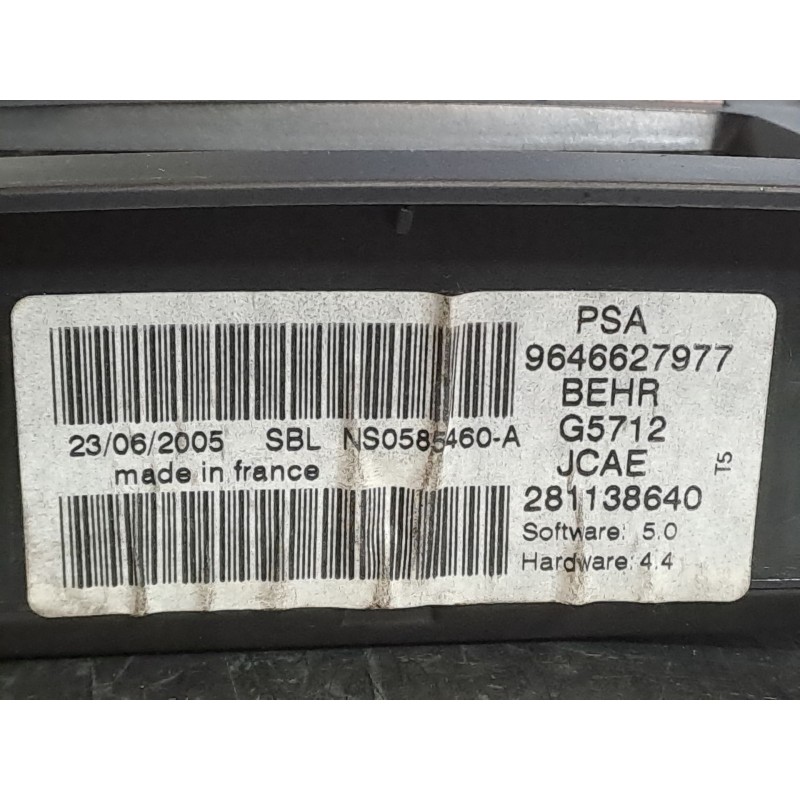 PSA
9646627977
BEHR
23/06/2005 SBL NS0585460-A G5712
made in france JCAE T5
281138640
Software: 5.0
Hardware: 4.4